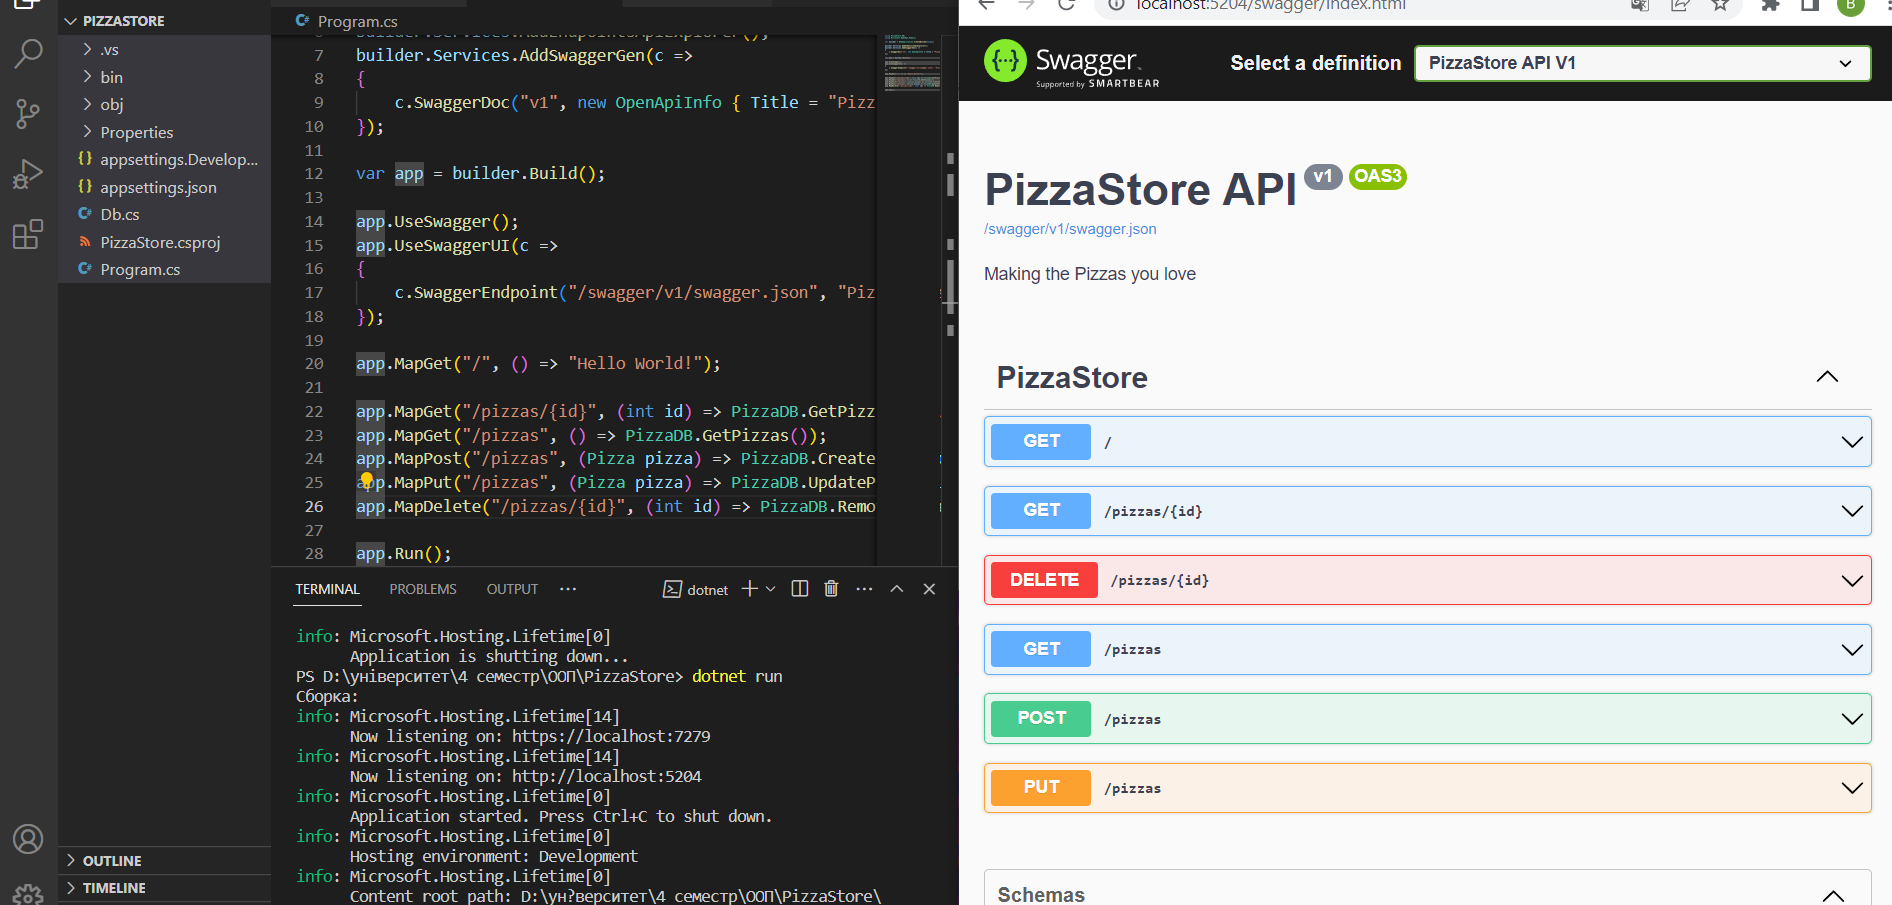 PIZZASTORE
.vs
bin
obj
Properties
appsettings.Develop...
appsettings.json
Db.cs
PizzaStore.csproj
Program.cs
OUTLINE
TIMELINE
Program.cs
7 builder.Services.AddSwaggerGen(c =>
8 {
9 c.SwaggerDoc("v1", new OpenApiInfo { Title = "Pizz
10 });
11
12 var app = builder.Build();
13
14 app.UseSwagger();
15 app.UseSwaggerUI(c =>
16 {
17 c.SwaggerEndpoint("/swagger/v1/swagger.json", "Piz
18 });
19
20 app.MapGet("/", () => "Hello World!");
21
22 app.MapGet("/pizzas/{id}", (int id) => PizzaDB.GetPizz
23 app.MapGet("/pizzas", () => PizzaDB.GetPizzas());
24 app.MapPost("/pizzas", (Pizza pizza) => PizzaDB.Create
25 app.MapPut("/pizzas", (Pizza pizza) => PizzaDB.UpdateP
26 app.MapDelete("/pizzas/{id}", (int id) => PizzaDB.Remo
27
28 app.Run();
TERMINAL PROBLEMS OUTPUT ··· dotnet
info: Microsoft.Hosting.Lifetime[0]
Application is shutting down...
PS D:\університет\4 семестр\ООП\PizzaStore> dotnet run
Сборка:
info: Microsoft.Hosting.Lifetime[14]
Now listening on: https://localhost:7279
info: Microsoft.Hosting.Lifetime[14]
Now listening on: http://localhost:5204
info: Microsoft.Hosting.Lifetime[0]
Application started. Press Ctrl+C to shut down.
info: Microsoft.Hosting.Lifetime[0]
Hosting environment: Development
info: Microsoft.Hosting.Lifetime[0]
Content root path: D:\ун?верситет\4 семестр\ООП\PizzaStore\
localhost:5204/swagger/index.html
B
Swagger
Supported by SMARTBEAR
Select a definition
PizzaStore API V1
PizzaStore API v1 OAS3
/swagger/v1/swagger.json
Making the Pizzas you love
PizzaStore
GET /
GET /pizzas/{id}
DELETE /pizzas/{id}
GET /pizzas
POST /pizzas
PUT /pizzas
Schemas